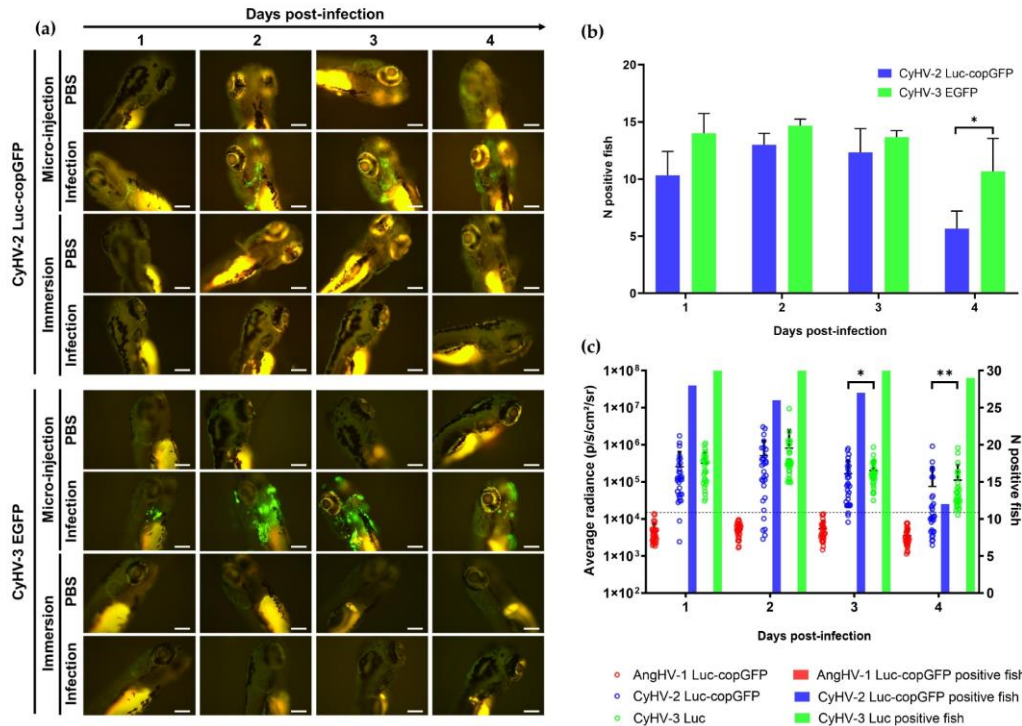 Days post-infection
(a)
1 2 3 4
CyHV-2 Luc-copGFP
Micro-injection
PBS
Infection
Immersion
PBS
Infection
CyHV-3 EGFP
Micro-injection
PBS
Infection
Immersion
PBS
Infection
(b)
CyHV-2 Luc-copGFP
CyHV-3 EGFP
N positive fish
20
15
10
5
0
*
1 2 3 4
Days post-infection
(c)
Average radiance (p/s/cm²/sr)
1×10⁸
1×10⁷
1×10⁶
1×10⁵
1×10⁴
1×10³
1×10²
* **
30
25
20
15
10
5
0
N positive fish
1 2 3 4
Days post-infection
AngHV-1 Luc-copGFP AngHV-1 Luc-copGFP positive fish
CyHV-2 Luc-copGFP CyHV-2 Luc-copGFP positive fish
CyHV-3 Luc CyHV-3 Luc positive fish